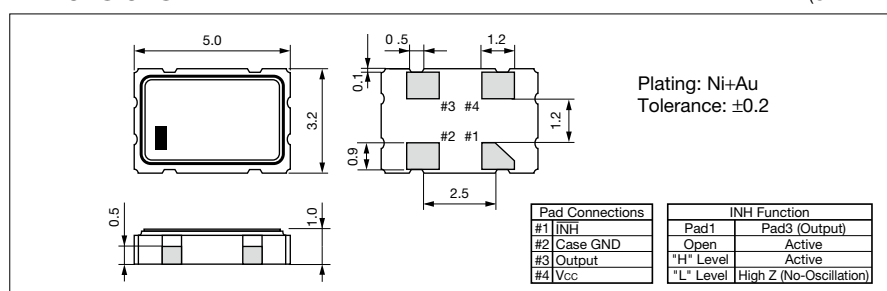 5.0
3.2
0.5
1.0
0 .5
1.2
0.1
#3 #4
#2 #1
1.2
0.9
2.5
Plating: Ni+Au
Tolerance: ±0.2
Pad Connections
#1 INH
#2 Case GND
#3 Output
#4 Vcc
INH Function
Pad1 Pad3 (Output)
Open Active
"H" Level Active
"L" Level High Z (No-Oscillation)